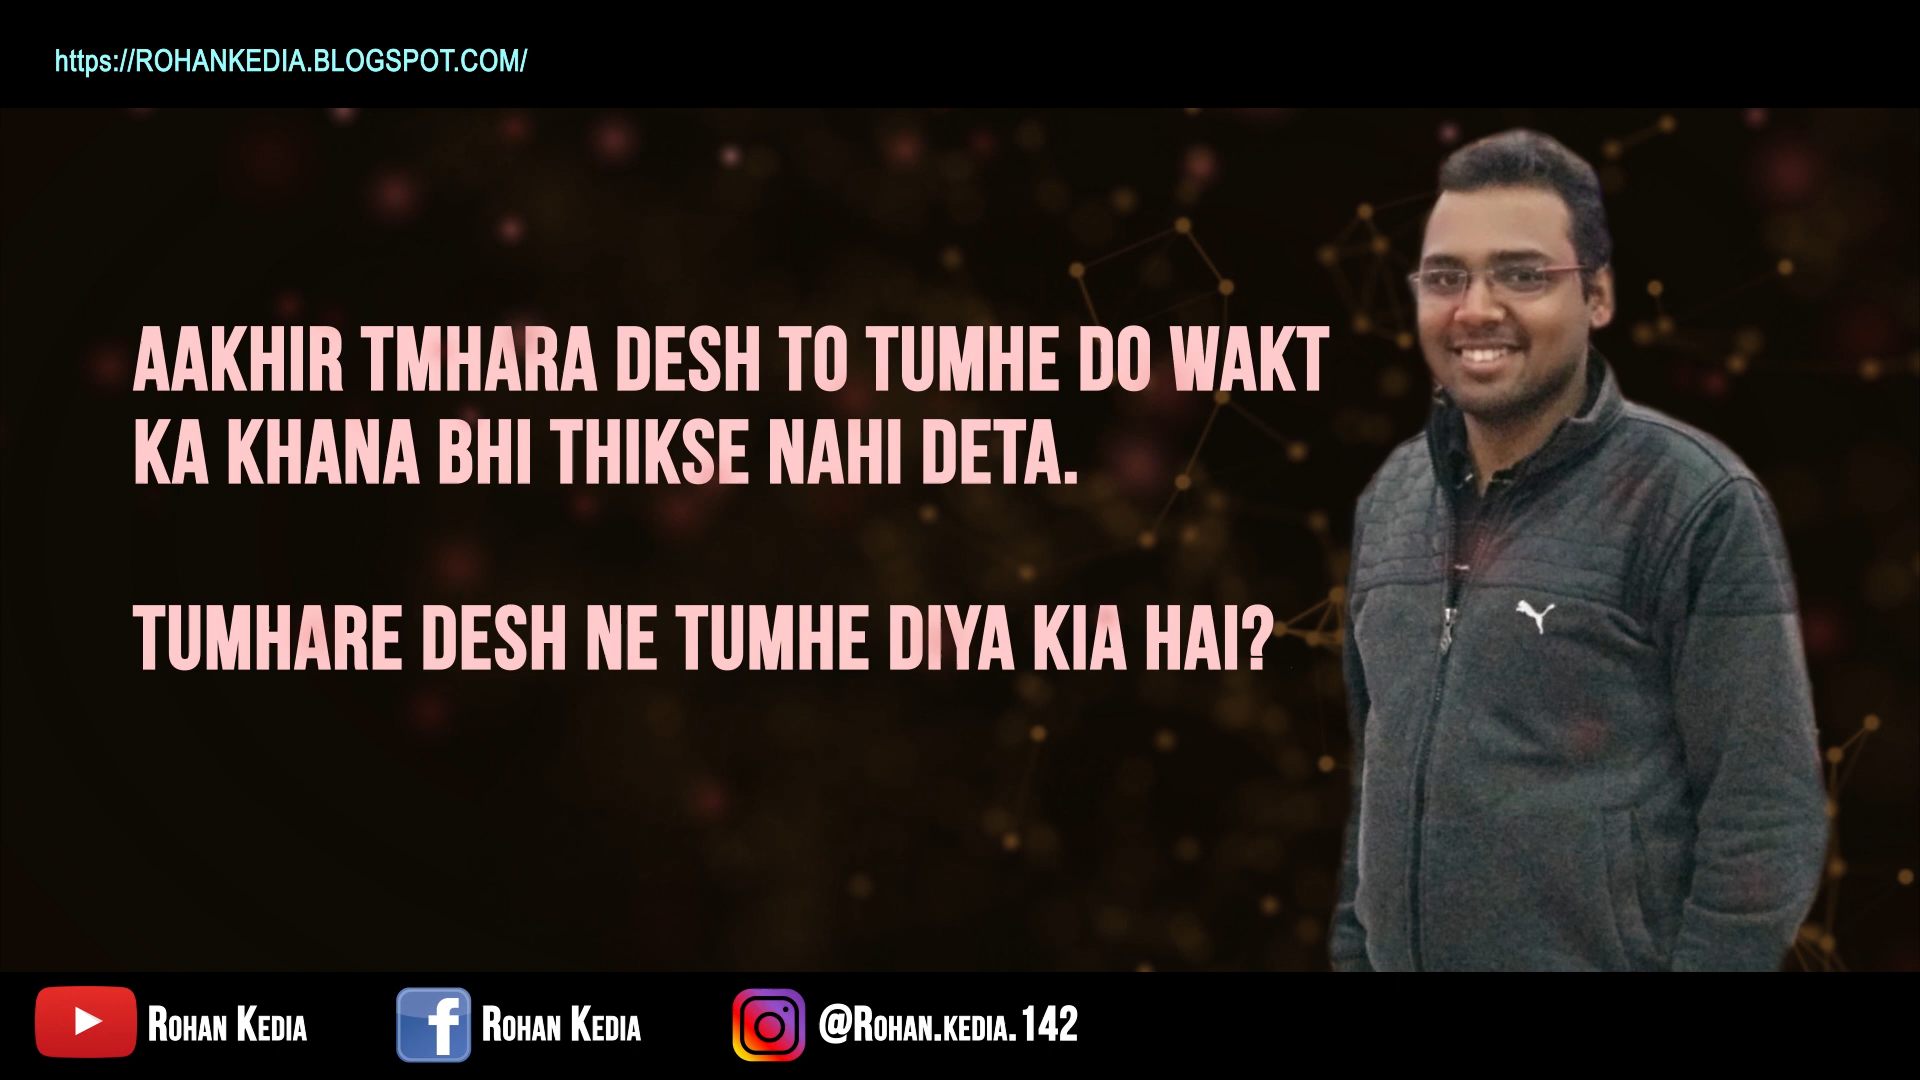 https://ROHANKEDIA.BLOGSPOT.COM/
AAKHIR TMHARA DESH TO TUMHE DO WAKT
KA KHANA BHI THIKSE NAHI DETA.
TUMHARE DESH NE TUMHE DIYA KIA HAI?
ROHAN KEDIA
f ROHAN KEDIA
@ROHAN.KEDIA.142